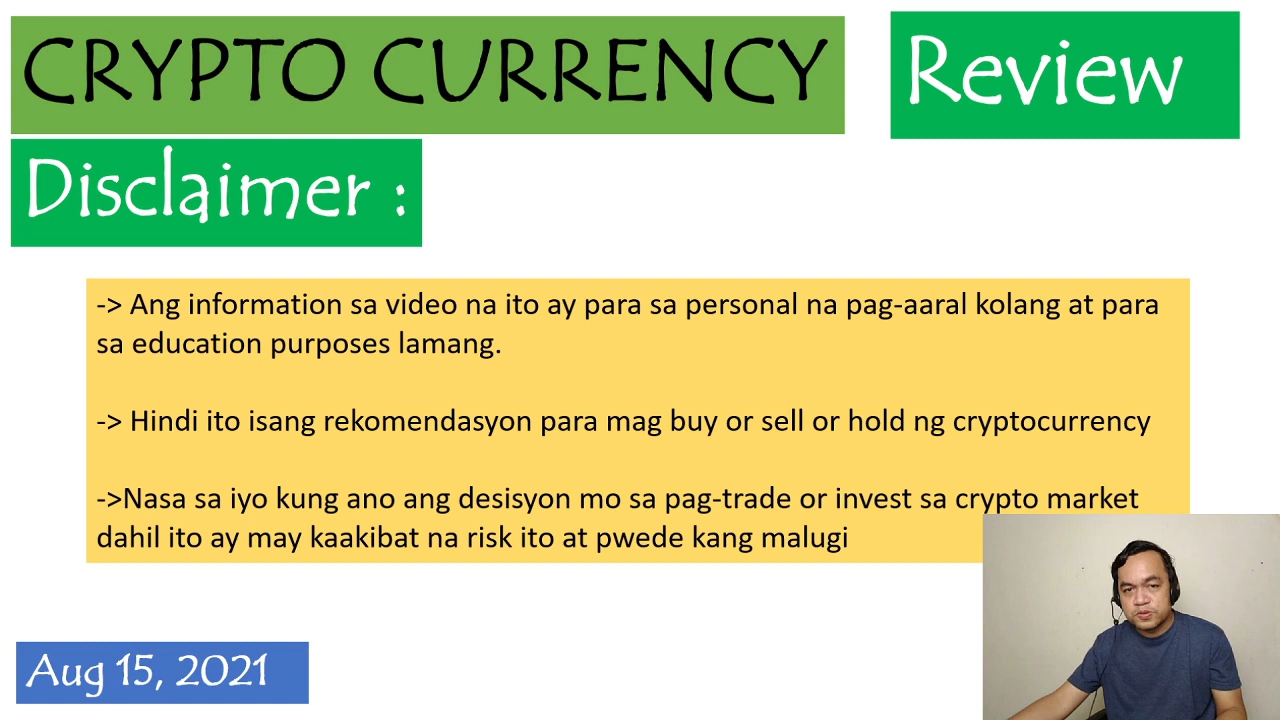 CRYPTO CURRENCY Review
Disclaimer :
-> Ang information sa video na ito ay para sa personal na pag-aaral kolang at para
sa education purposes lamang.
-> Hindi ito isang rekomendasyon para mag buy or sell or hold ng cryptocurrency
->Nasa sa iyo kung ano ang desisyon mo sa pag-trade or invest sa crypto market
dahil ito ay may kaakibat na risk ito at pwede kang malugi
Aug 15, 2021